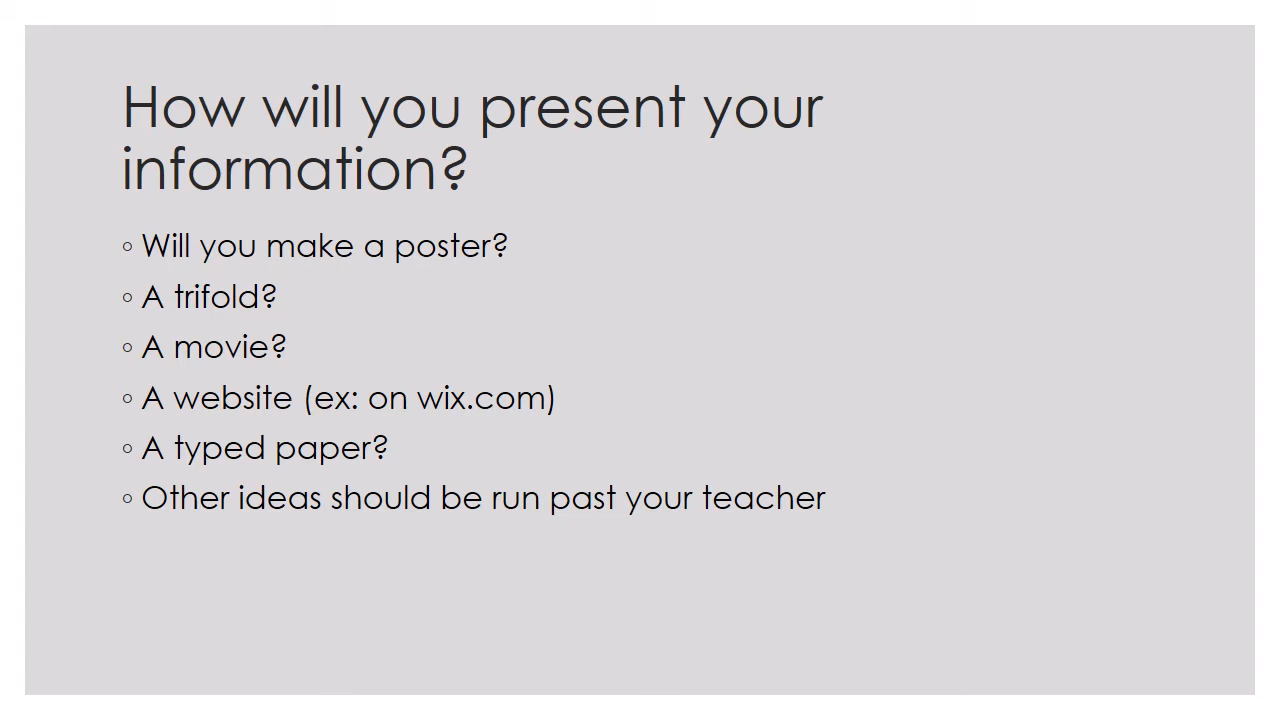 How will you present your
information?
◦ Will you make a poster?
◦ A trifold?
◦ A movie?
◦ A website (ex: on wix.com)
◦ A typed paper?
◦ Other ideas should be run past your teacher